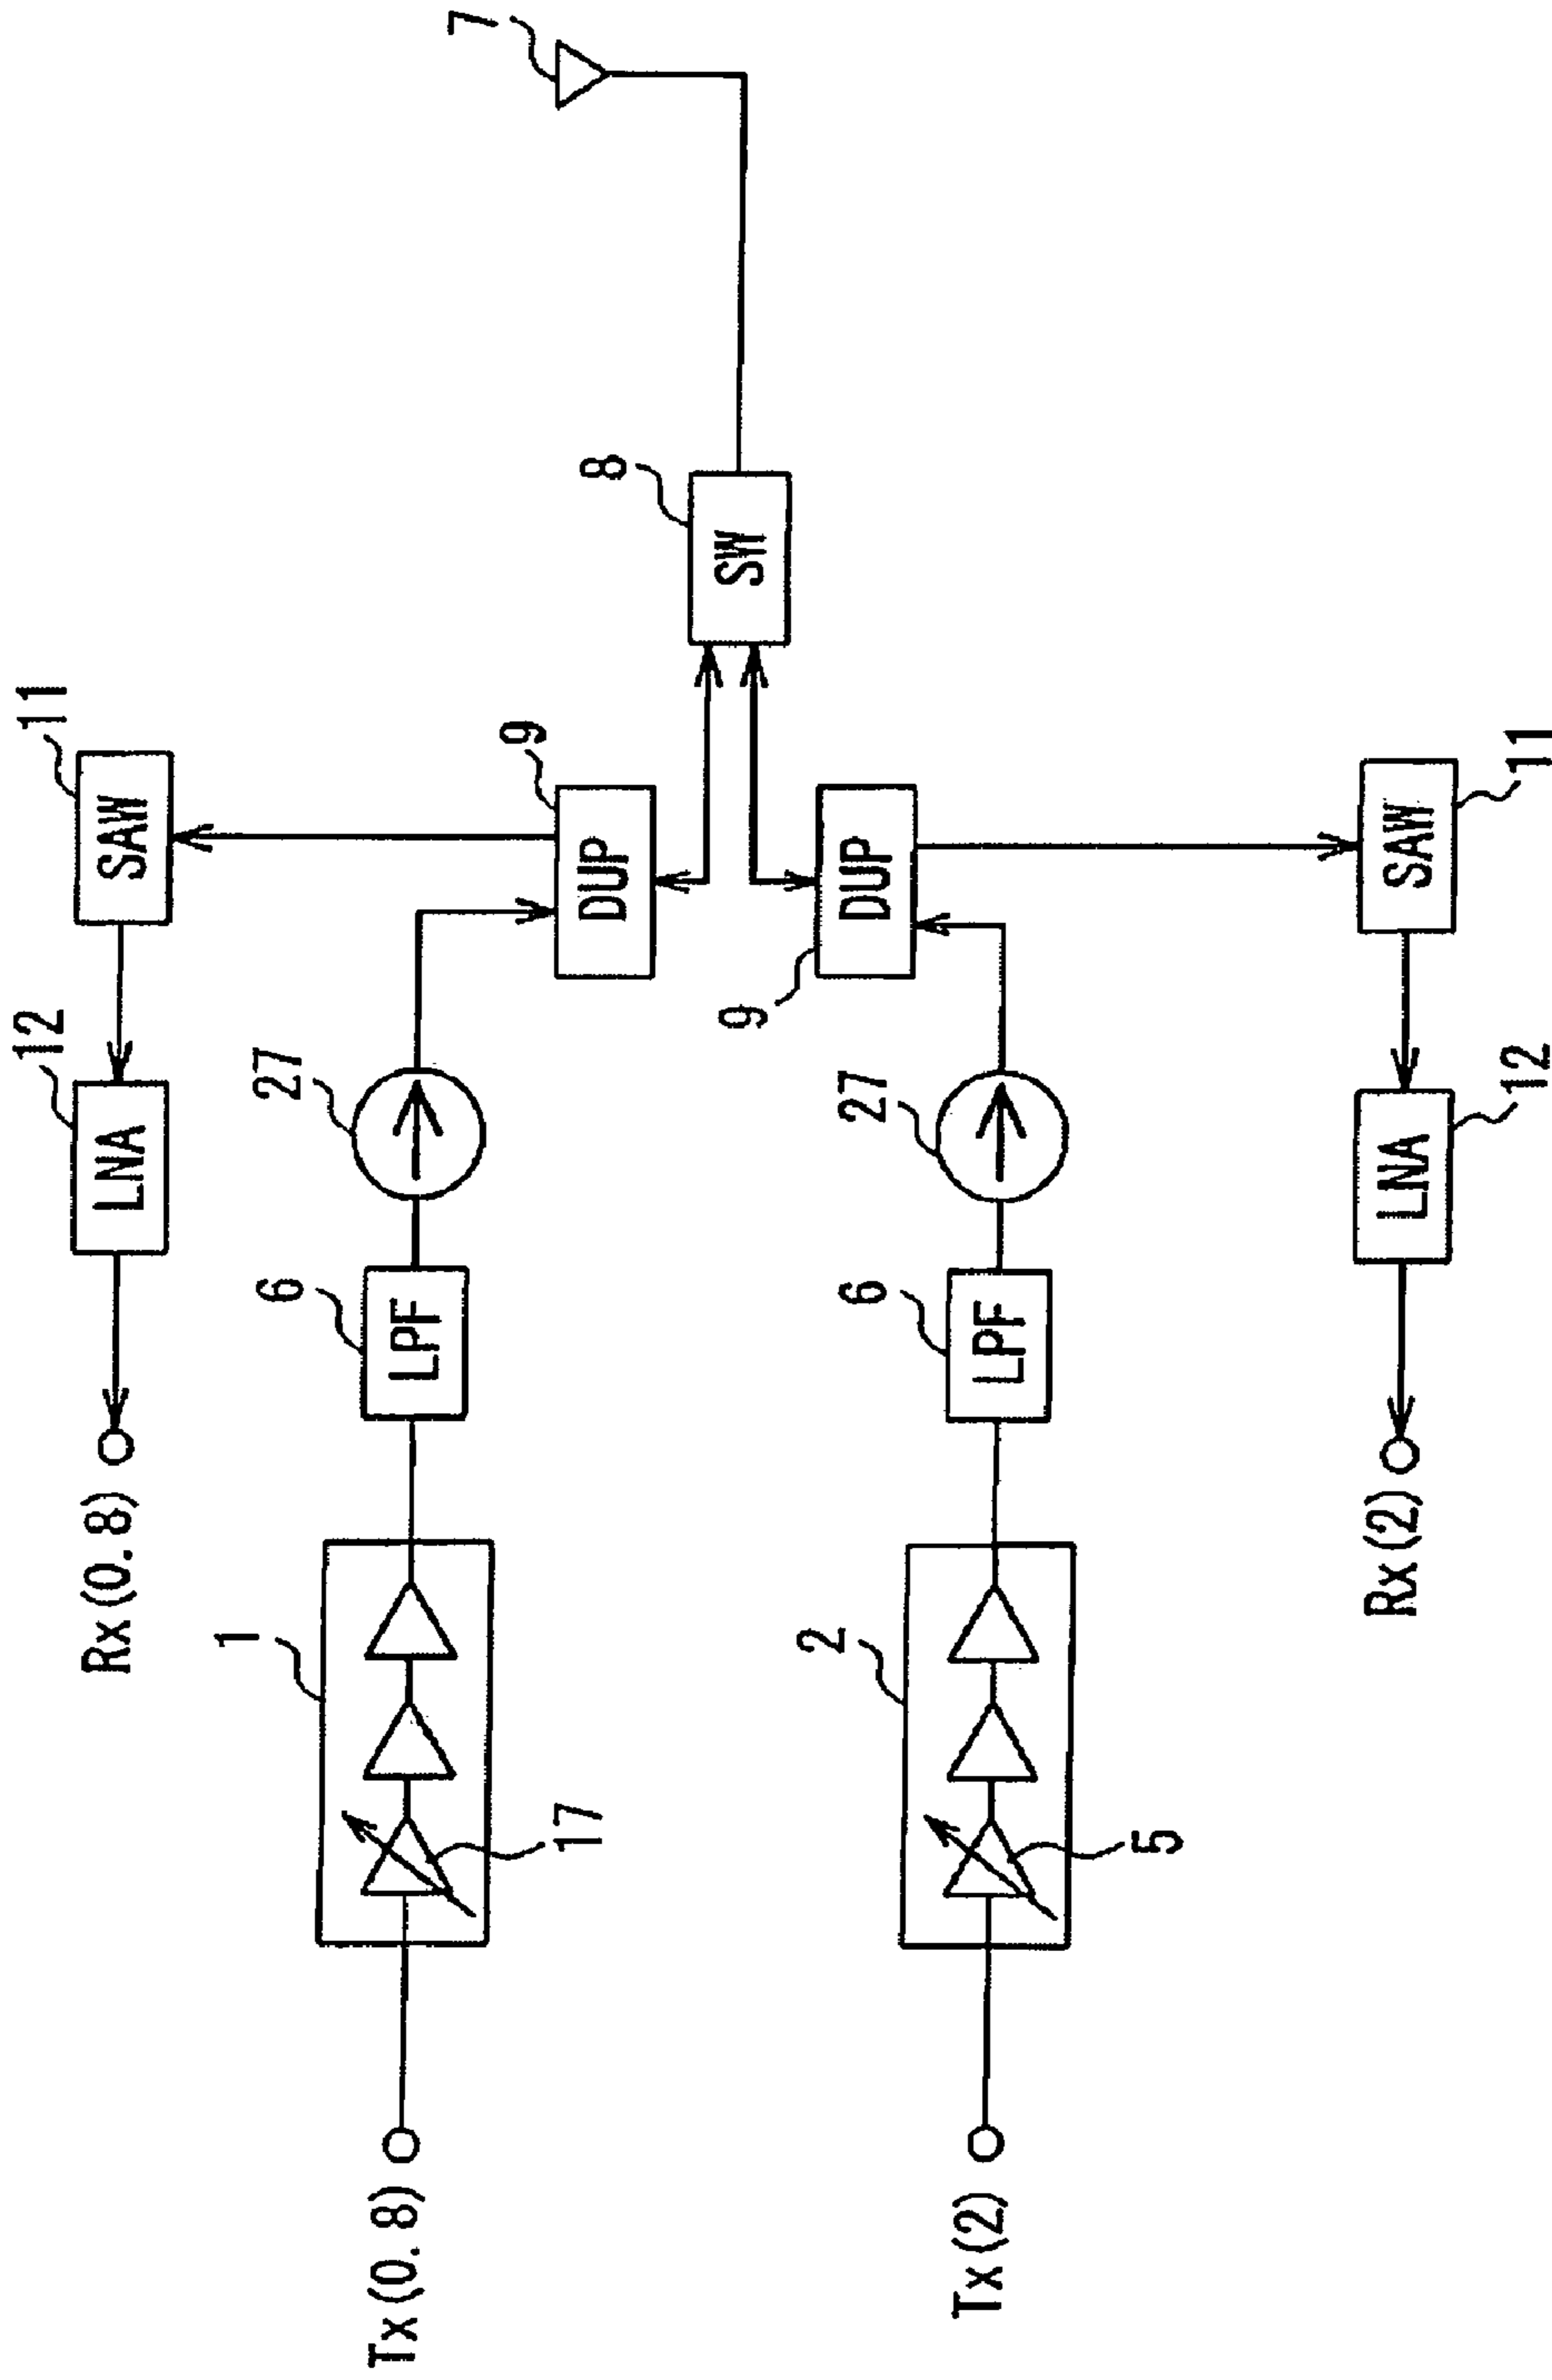 7
8
SW
11
SAW
12
LNA
Rx(0.8)
9
DUP
27
6
LPF
1
17
Tx(0.8)
9
DUP
27
6
LPF
2
5
Tx(2)
SAW
11
LNA
12
Rx(2)